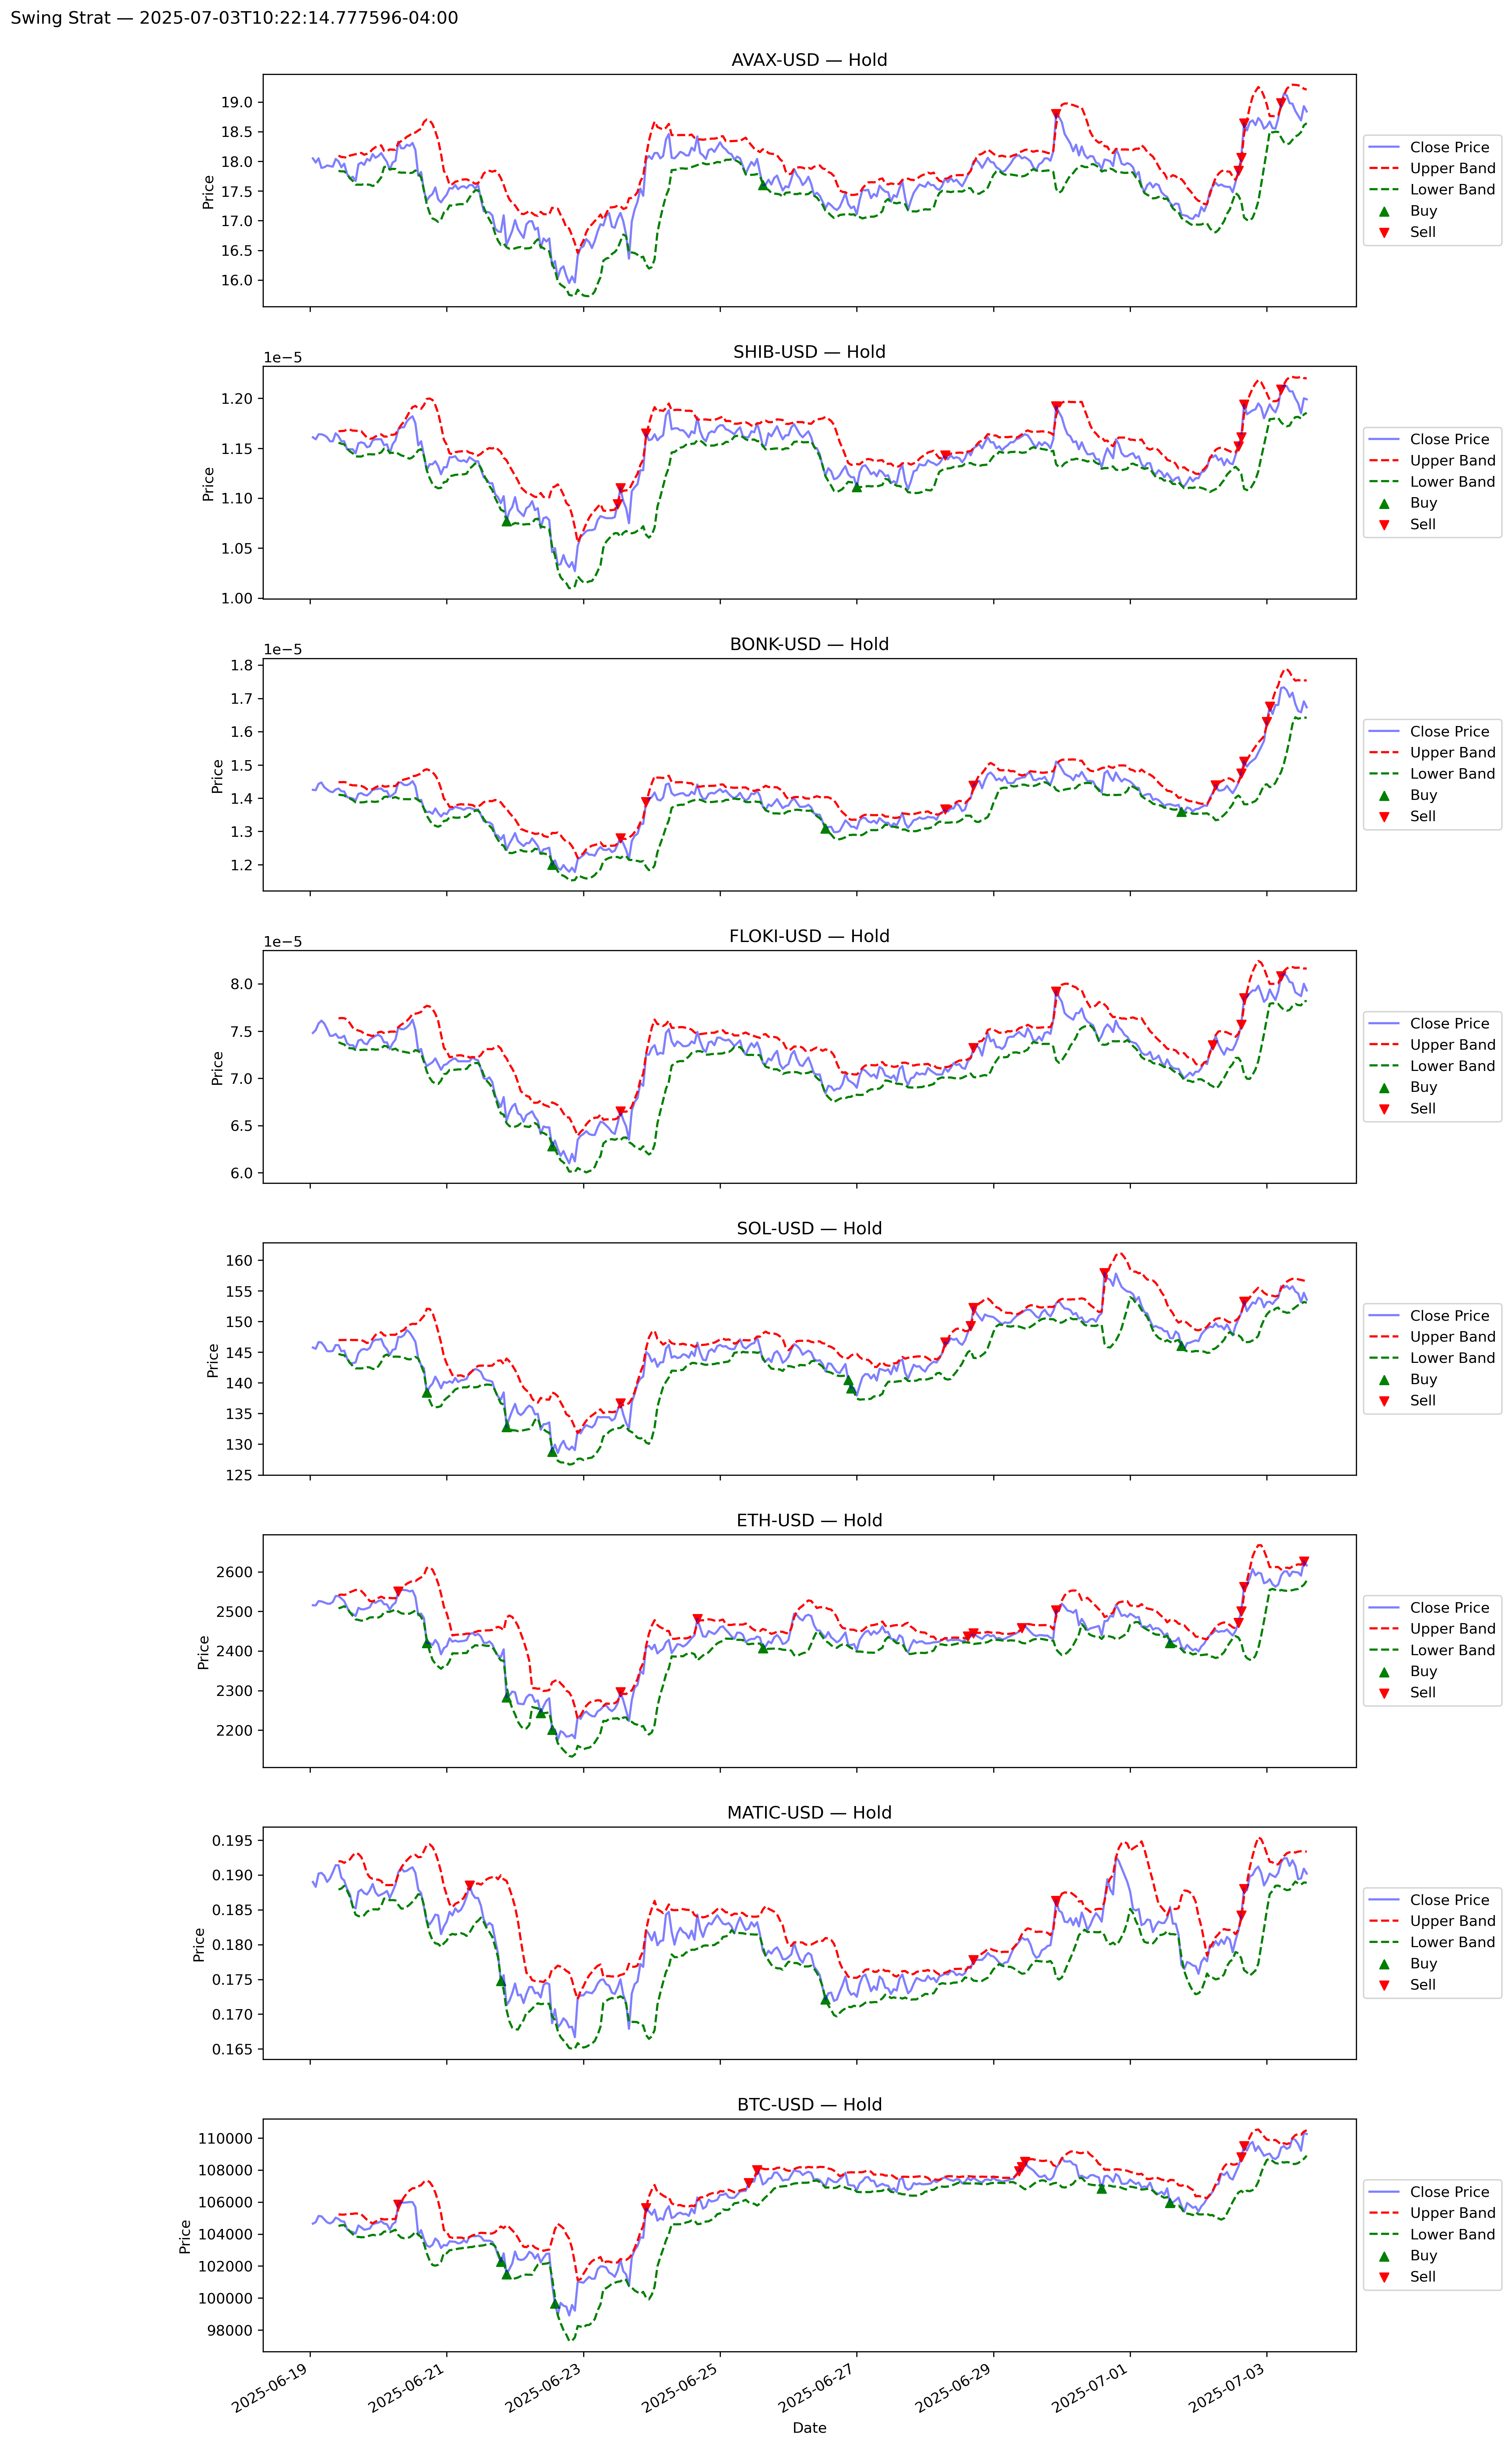 Swing Strat — 2025-07-03T10:22:14.777596-04:00
AVAX-USD — Hold
19.0
18.5
18.0
17.5
17.0
16.5
16.0
Price
Close Price
Upper Band
Lower Band
Buy
Sell
SHIB-USD — Hold
1e−5
1.20
1.15
1.10
1.05
1.00
Price
Close Price
Upper Band
Lower Band
Buy
Sell
BONK-USD — Hold
1e−5
1.8
1.7
1.6
1.5
1.4
1.3
1.2
Price
Close Price
Upper Band
Lower Band
Buy
Sell
FLOKI-USD — Hold
1e−5
8.0
7.5
7.0
6.5
6.0
Price
Close Price
Upper Band
Lower Band
Buy
Sell
SOL-USD — Hold
160
155
150
145
140
135
130
125
Price
Close Price
Upper Band
Lower Band
Buy
Sell
ETH-USD — Hold
2600
2500
2400
2300
2200
Price
Close Price
Upper Band
Lower Band
Buy
Sell
MATIC-USD — Hold
0.195
0.190
0.185
0.180
0.175
0.170
0.165
Price
Close Price
Upper Band
Lower Band
Buy
Sell
BTC-USD — Hold
110000
108000
106000
104000
102000
100000
98000
Price
Close Price
Upper Band
Lower Band
Buy
Sell
2025-06-19
2025-06-21
2025-06-23
2025-06-25
2025-06-27
2025-06-29
2025-07-01
2025-07-03
Date